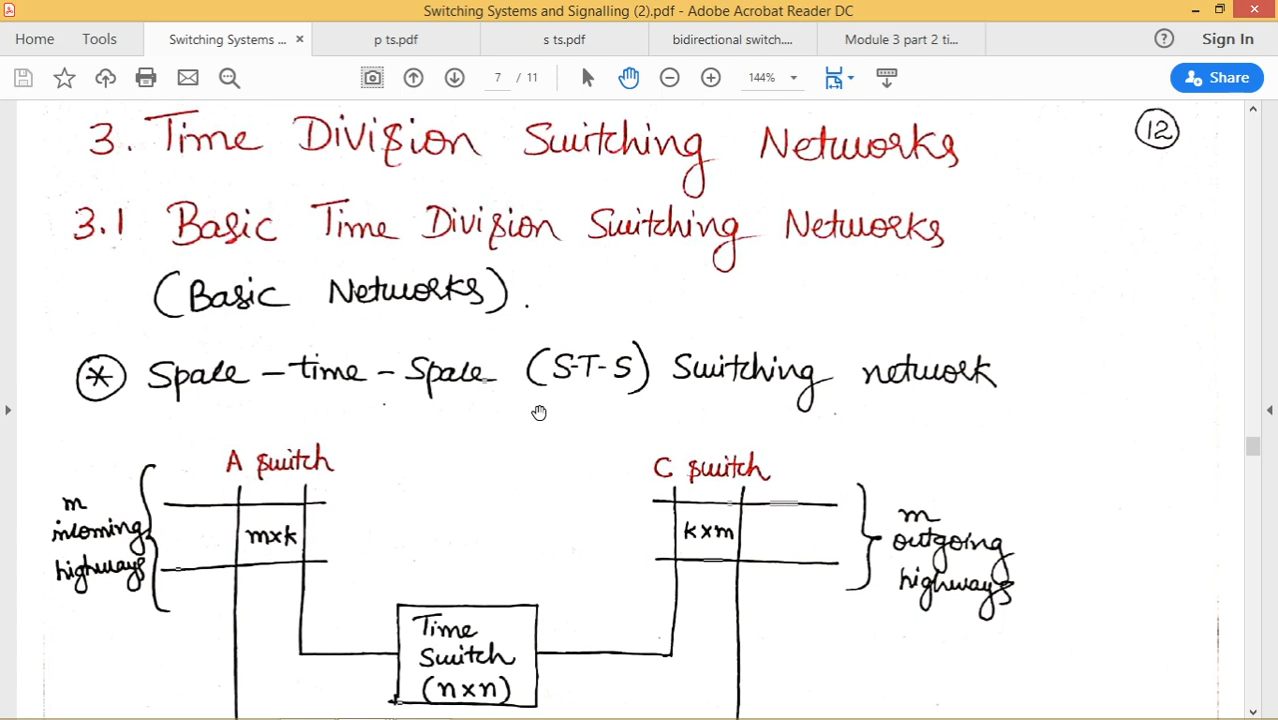 Switching Systems and Signalling (2).pdf - Adobe Acrobat Reader DC
Home Tools Switching Systems ... × p ts.pdf s ts.pdf bidirectional switch.... Module 3 part 2 ti... Sign In
7 / 11 144% Share
3. Time Division Switching Networks
12
3.1 Basic Time Division Switching Networks
(Basic Networks).
* Space - time - Space (S-T-S) Switching network
A switch
C switch
m incoming highways
m×k
k×m
m outgoing highways
Time
Switch
(n×n)